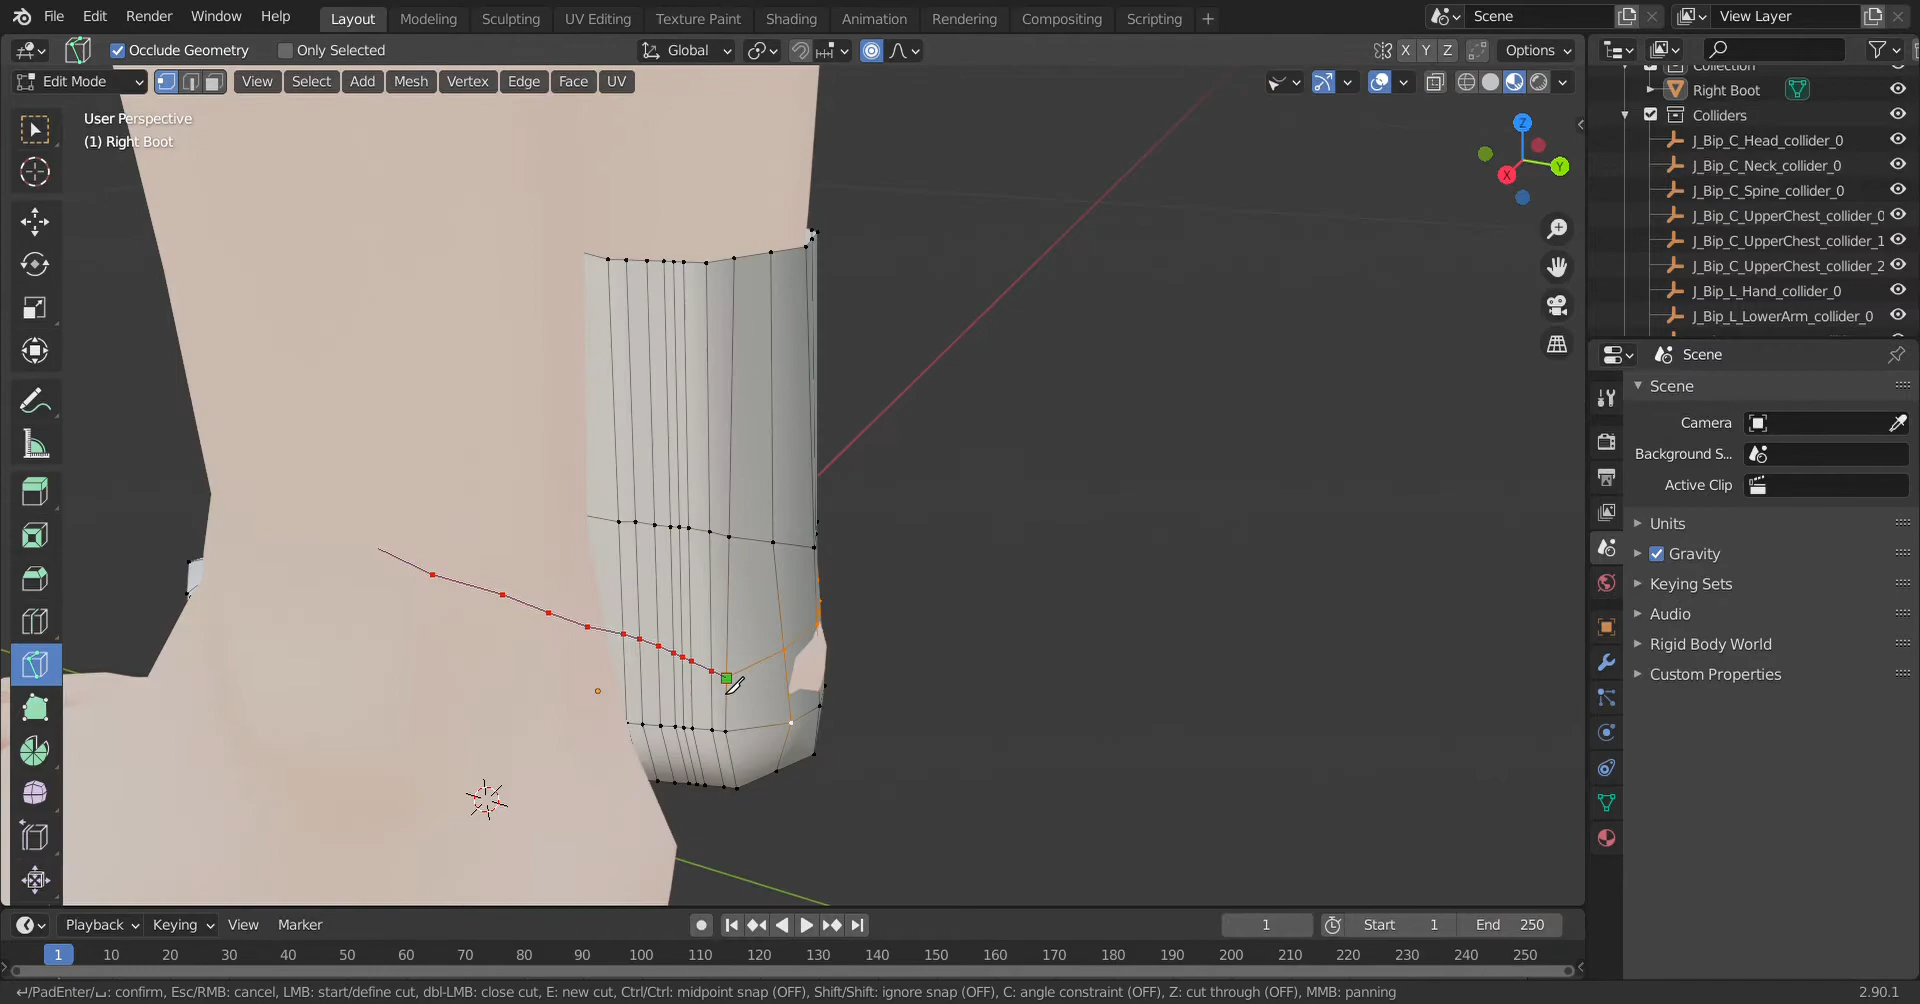 File Edit Render Window Help Layout Modeling Sculpting UV Editing Texture Paint Shading Animation Rendering Compositing Scripting + Scene View Layer
Occlude Geometry Only Selected Global X Y Z Options
Edit Mode View Select Add Mesh Vertex Edge Face UV
User Perspective
(1) Right Boot
Z
Y
X
Collection
Right Boot
Colliders
J_Bip_C_Head_collider_0
J_Bip_C_Neck_collider_0
J_Bip_C_Spine_collider_0
J_Bip_C_UpperChest_collider_0
J_Bip_C_UpperChest_collider_1
J_Bip_C_UpperChest_collider_2
J_Bip_L_Hand_collider_0
J_Bip_L_LowerArm_collider_0
Scene
Scene
Camera
Background S...
Active Clip
Units
Gravity
Keying Sets
Audio
Rigid Body World
Custom Properties
Playback Keying View Marker 1 Start 1 End 250
1 10 20 30 40 50 60 70 80 90 100 110 120 130 140 150 160 170 180 190 200 210 220 230 240 250
↵/PadEnter/␣: confirm, Esc/RMB: cancel, LMB: start/define cut, dbl-LMB: close cut, E: new cut, Ctrl/Ctrl: midpoint snap (OFF), Shift/Shift: ignore snap (OFF), C: angle constraint (OFF), Z: cut through (OFF), MMB: panning 2.90.1